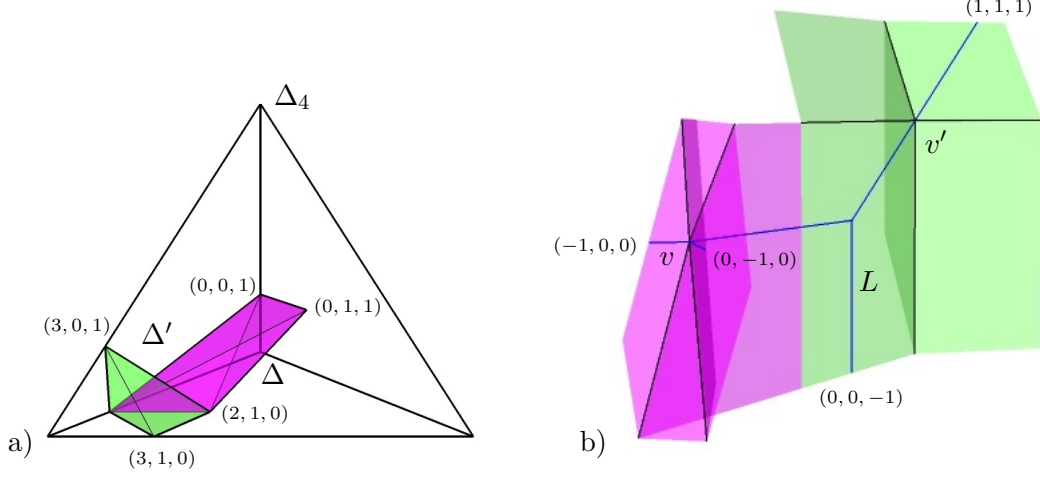 Δ₄
(0, 0, 1)
(0, 1, 1)
(3, 0, 1)
Δ′
Δ
(2, 1, 0)
(3, 1, 0)
a)
(1, 1, 1)
v′
(−1, 0, 0)
v
(0, −1, 0)
L
(0, 0, −1)
b)